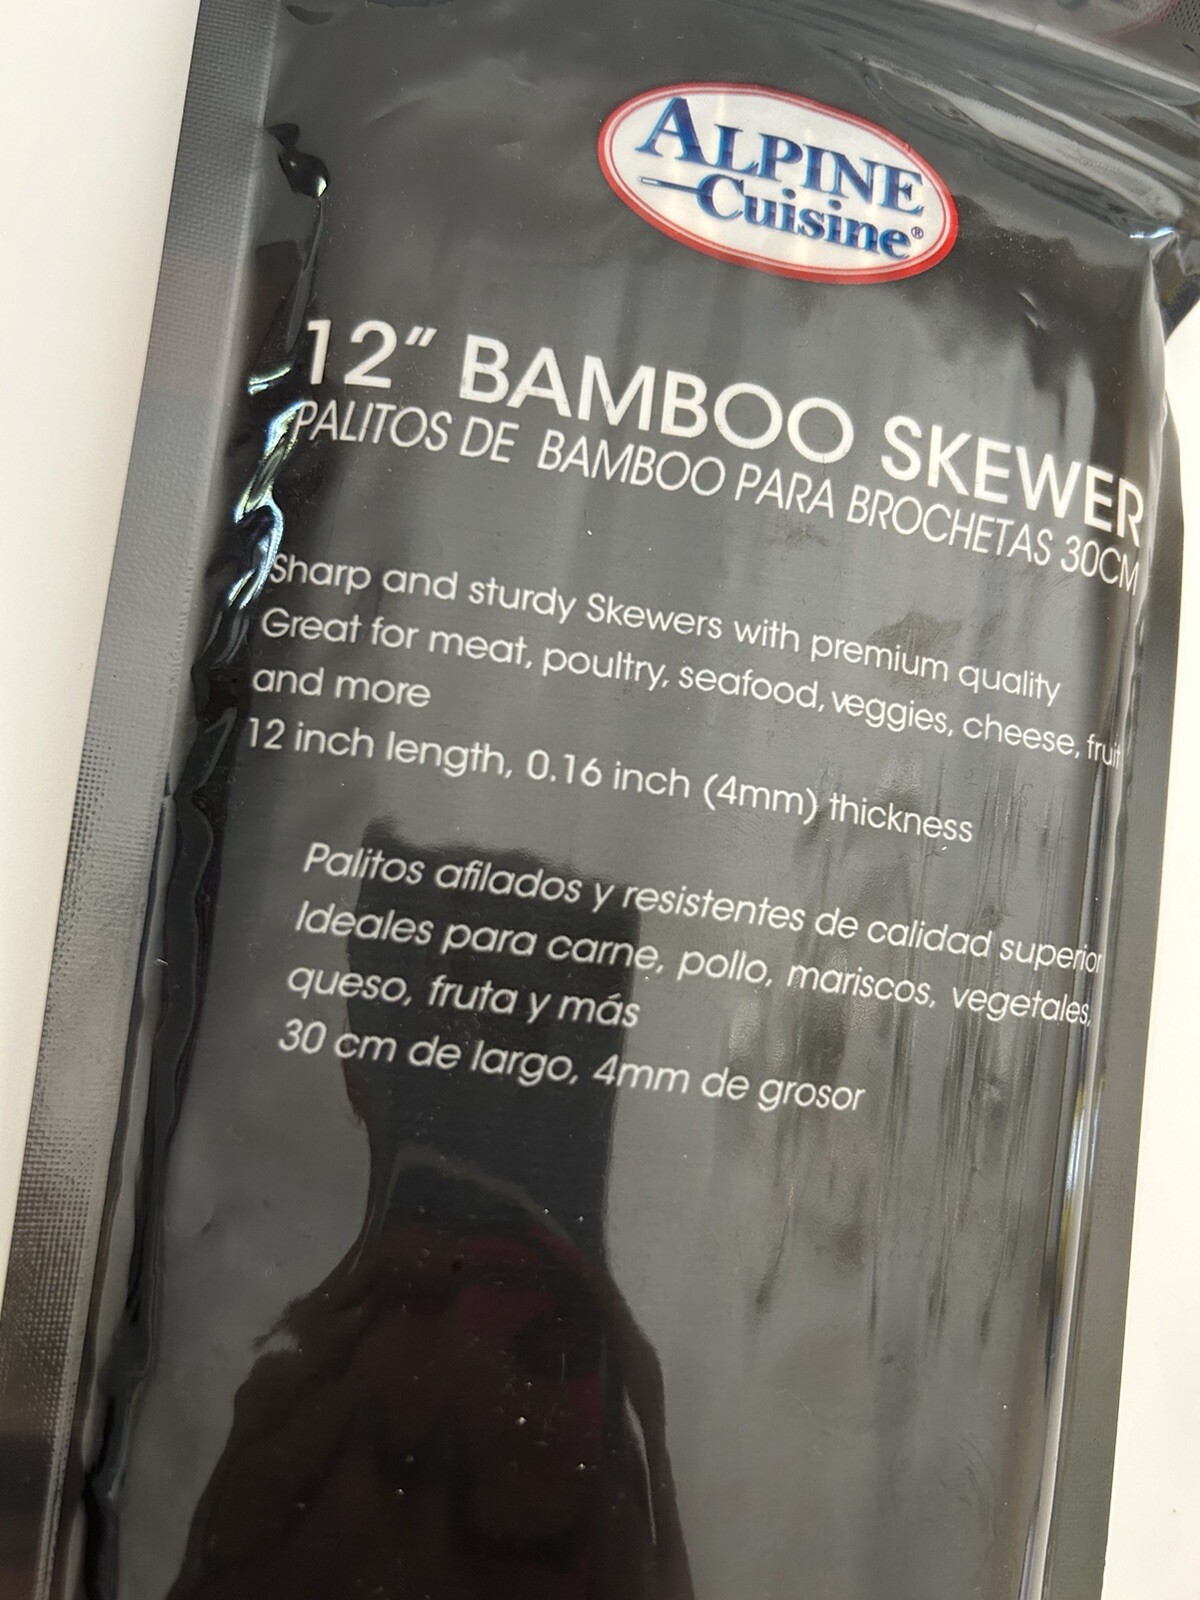 ALPINE
Cuisine®
12” BAMBOO SKEWER
PALITOS DE BAMBOO PARA BROCHETAS 30CM
Sharp and sturdy Skewers with premium quality
Great for meat, poultry, seafood, veggies, cheese, fruit
and more
12 inch length, 0.16 inch (4mm) thickness
Palitos afilados y resistentes de calidad superior
Ideales para carne, pollo, mariscos, vegetales,
queso, fruta y más
30 cm de largo, 4mm de grosor